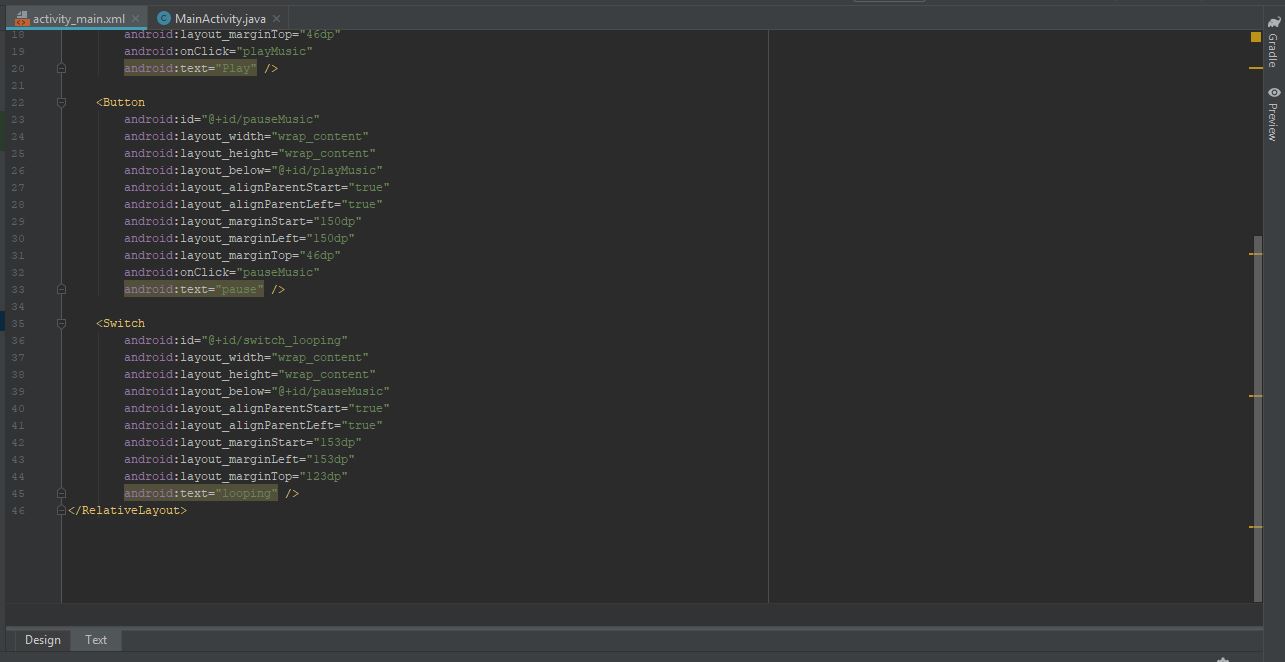 activity_main.xml
MainActivity.java
18 android:layout_marginTop="46dp"
19 android:onClick="playMusic"
20 android:text="Play" />
21
22 <Button
23 android:id="@+id/pauseMusic"
24 android:layout_width="wrap_content"
25 android:layout_height="wrap_content"
26 android:layout_below="@+id/playMusic"
27 android:layout_alignParentStart="true"
28 android:layout_alignParentLeft="true"
29 android:layout_marginStart="150dp"
30 android:layout_marginLeft="150dp"
31 android:layout_marginTop="46dp"
32 android:onClick="pauseMusic"
33 android:text="pause" />
34
35 <Switch
36 android:id="@+id/switch_looping"
37 android:layout_width="wrap_content"
38 android:layout_height="wrap_content"
39 android:layout_below="@+id/pauseMusic"
40 android:layout_alignParentStart="true"
41 android:layout_alignParentLeft="true"
42 android:layout_marginStart="153dp"
43 android:layout_marginLeft="153dp"
44 android:layout_marginTop="123dp"
45 android:text="looping" />
46 </RelativeLayout>
Gradle
Preview
Design
Text